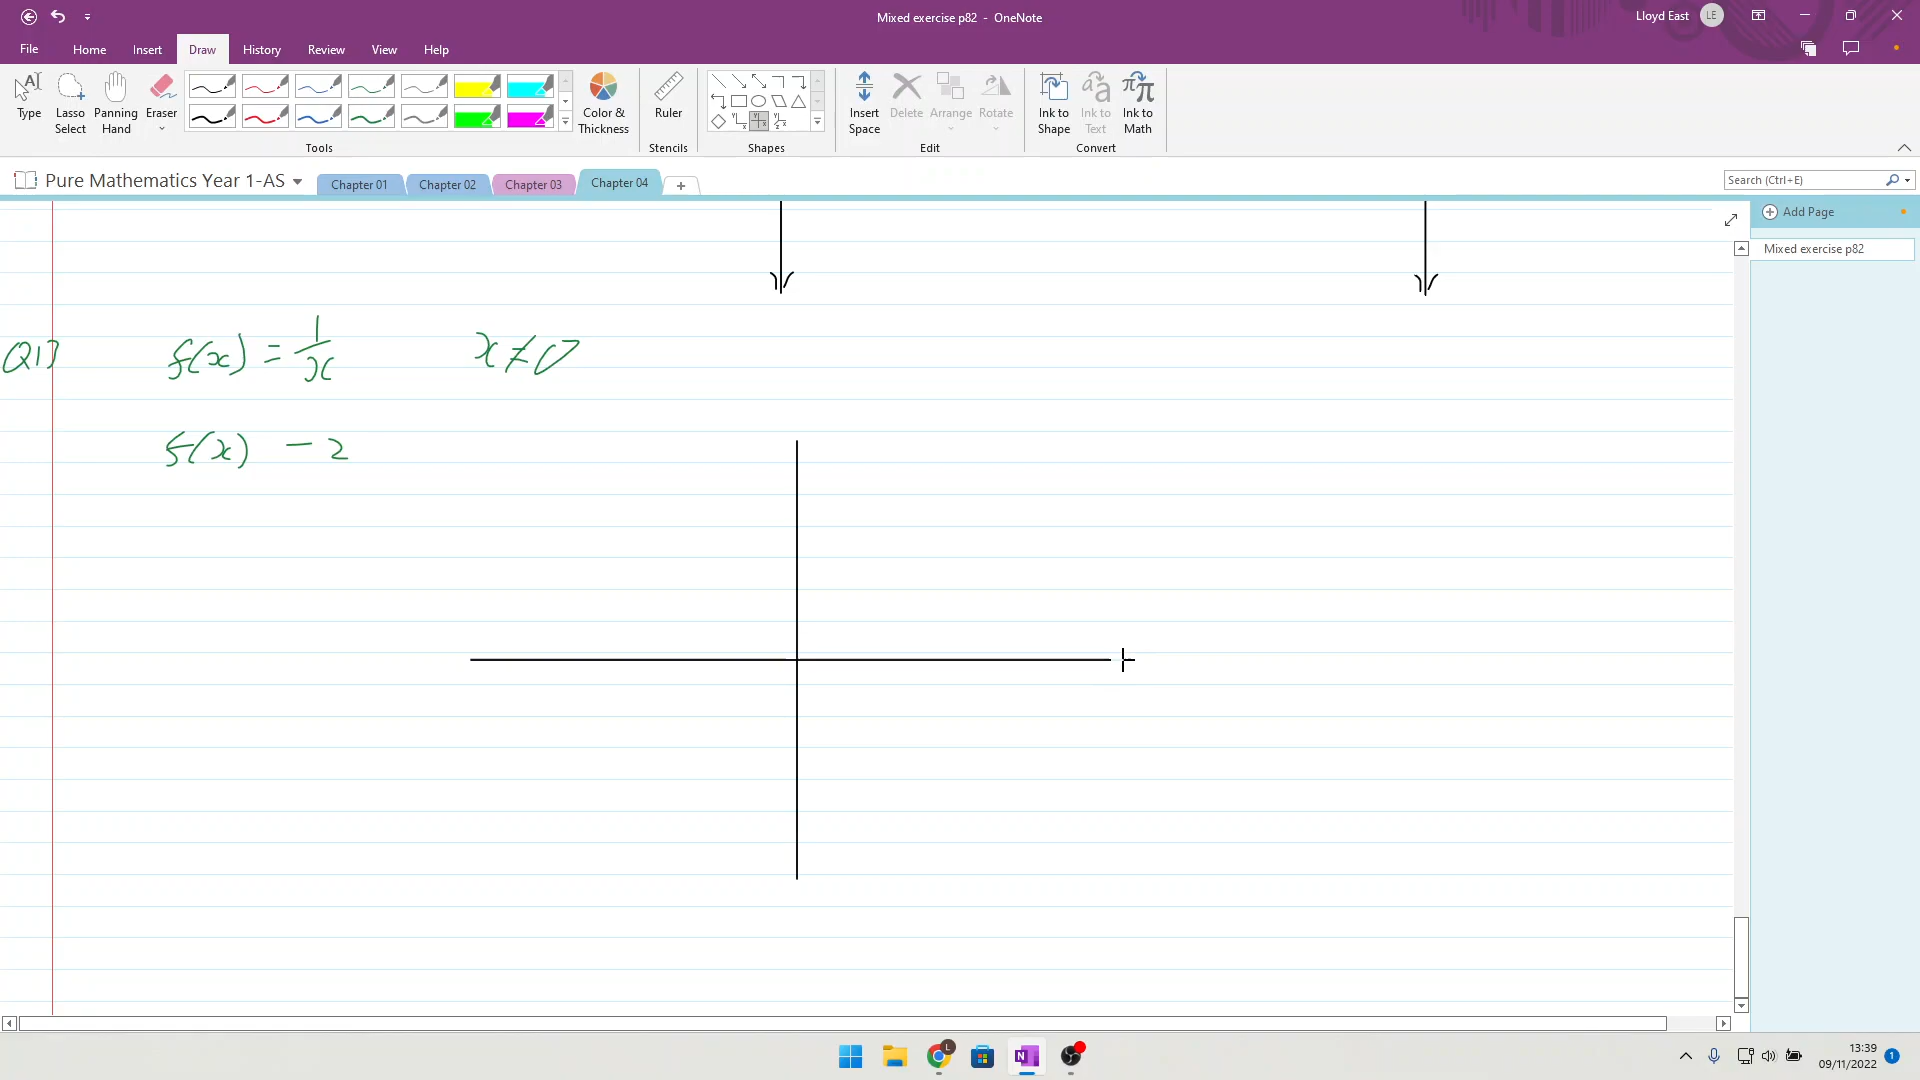 Mixed exercise p82 - OneNote
Lloyd East
LE
File
Home
Insert
Draw
History
Review
View
Help
Type
Lasso Select
Panning Hand
Eraser
Color & Thickness
Tools
Ruler
Stencils
Shapes
Insert Space
Delete
Arrange
Rotate
Edit
Ink to Shape
Ink to Text
Ink to Math
Convert
Pure Mathematics Year 1-AS
Chapter 01
Chapter 02
Chapter 03
Chapter 04
Search (Ctrl+E)
Add Page
Mixed exercise p82
f(x) = 1/x x ≠ 0
f(x) - 2
13:39
09/11/2022
1